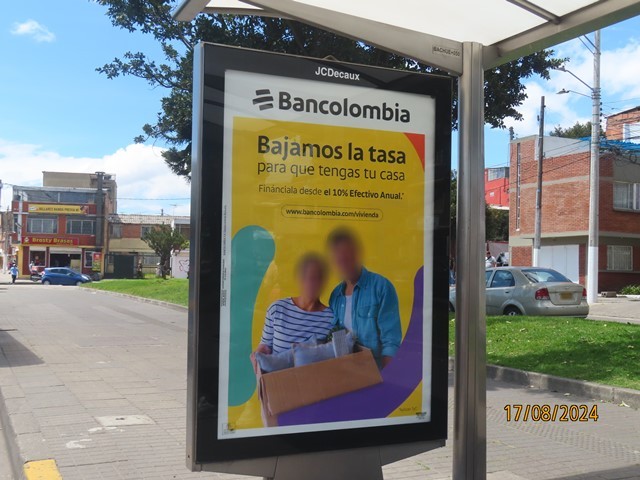 JCDecaux
Bancolombia
Bajamos la tasa
para que tengas tu casa
Fináncialа desde el 10% Efectivo Anual.*
www.bancolombia.com/vivienda
17/08/2024